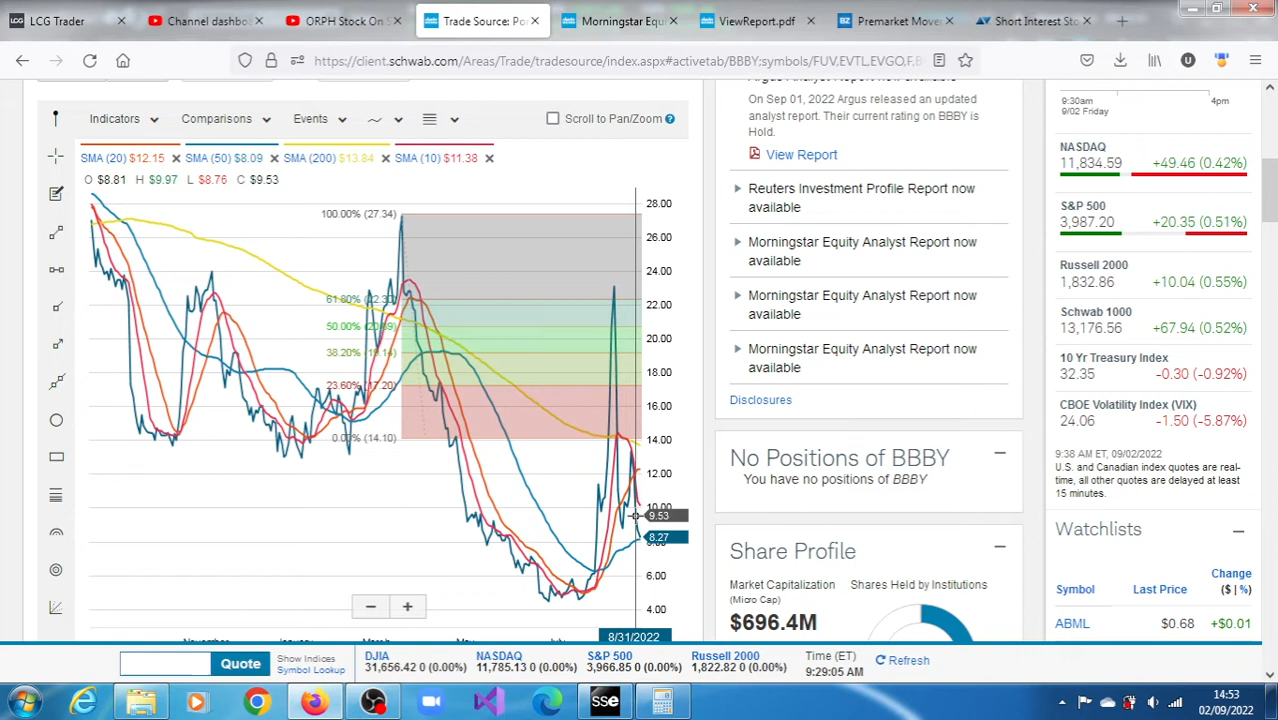 LCG Trader
Channel dashbo
ORPH Stock On S
Trade Source: Po
Morningstar Equ
ViewReport.pdf
Premarket Mover
Short Interest Sto
https://client.schwab.com/Areas/Trade/tradesource/index.aspx#activetab/BBBY;symbols/FUV,EVTL,EVGO,F,B
Indicators
Comparisons
Events
Scroll to Pan/Zoom
SMA (20) $12.15
SMA (50) $8.09
SMA (200) $13.84
SMA (10) $11.38
O $8.81 H $9.97 L $8.76 C $9.53
100.00% (27.34)
50.00%
38.20% (19.14)
23.60% (17.20)
0.00% (14.10)
28.00
26.00
24.00
22.00
20.00
18.00
16.00
14.00
12.00
10.00
9.53
8.27
6.00
4.00
November
January
March
May
July
8/31/2022
On Sep 01, 2022 Argus released an updated
analyst report. Their current rating on BBBY is
Hold.
View Report
Reuters Investment Profile Report now
available
Morningstar Equity Analyst Report now
available
Morningstar Equity Analyst Report now
available
Morningstar Equity Analyst Report now
available
Disclosures
No Positions of BBBY
You have no positions of BBBY
Share Profile
Market Capitalization
(Micro Cap)
$696.4M
Shares Held by Institutions
9:30am
4pm
9/02 Friday
NASDAQ
11,834.59 +49.46 (0.42%)
S&P 500
3,987.20 +20.35 (0.51%)
Russell 2000
1,832.86 +10.04 (0.55%)
Schwab 1000
13,176.56 +67.94 (0.52%)
10 Yr Treasury Index
32.35 -0.30 (-0.92%)
CBOE Volatility Index (VIX)
24.06 -1.50 (-5.87%)
9:38 AM ET, 09/02/2022
U.S. and Canadian index quotes are real-
time, all other quotes are delayed at least
15 minutes.
Watchlists
Symbol
Last Price
Change
($ | %)
ABML $0.68 +$0.01
Quote
Show Indices
Symbol Lookup
DJIA
31,656.42 0 (0.00%)
NASDAQ
11,785.13 0 (0.00%)
S&P 500
3,966.85 0 (0.00%)
Russell 2000
1,822.82 0 (0.00%)
Time (ET)
9:29:05 AM
Refresh
SSE
14:53
02/09/2022